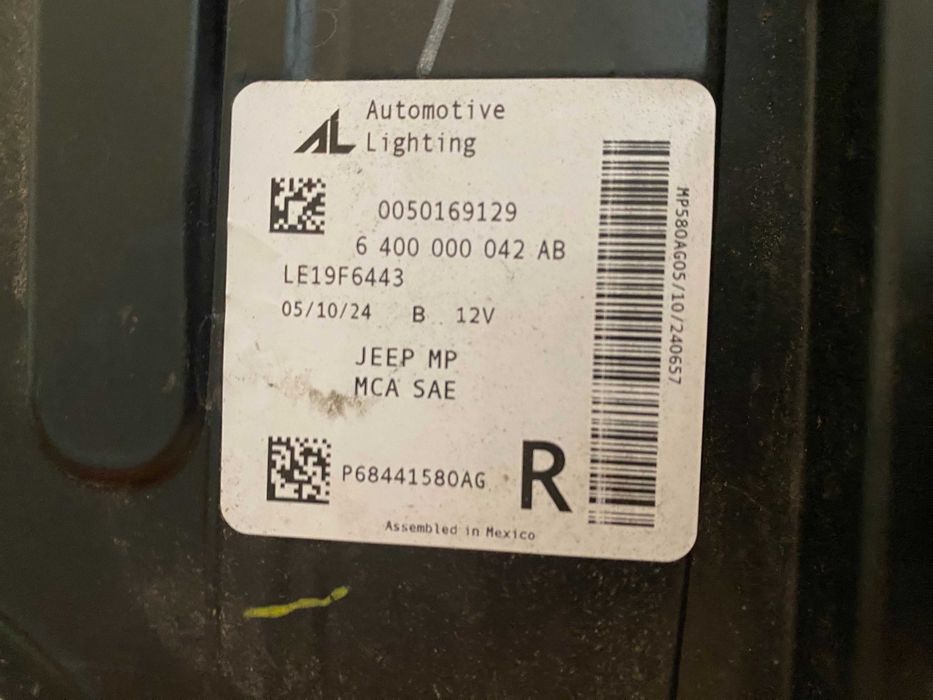 AL
Automotive
Lighting
0050169129
6 400 000 042 AB
LE19F6443
05/10/24 B 12V
JEEP MP
MCA SAE
P68441580AG
R
Assembled in Mexico
MP580AG05/10/240657